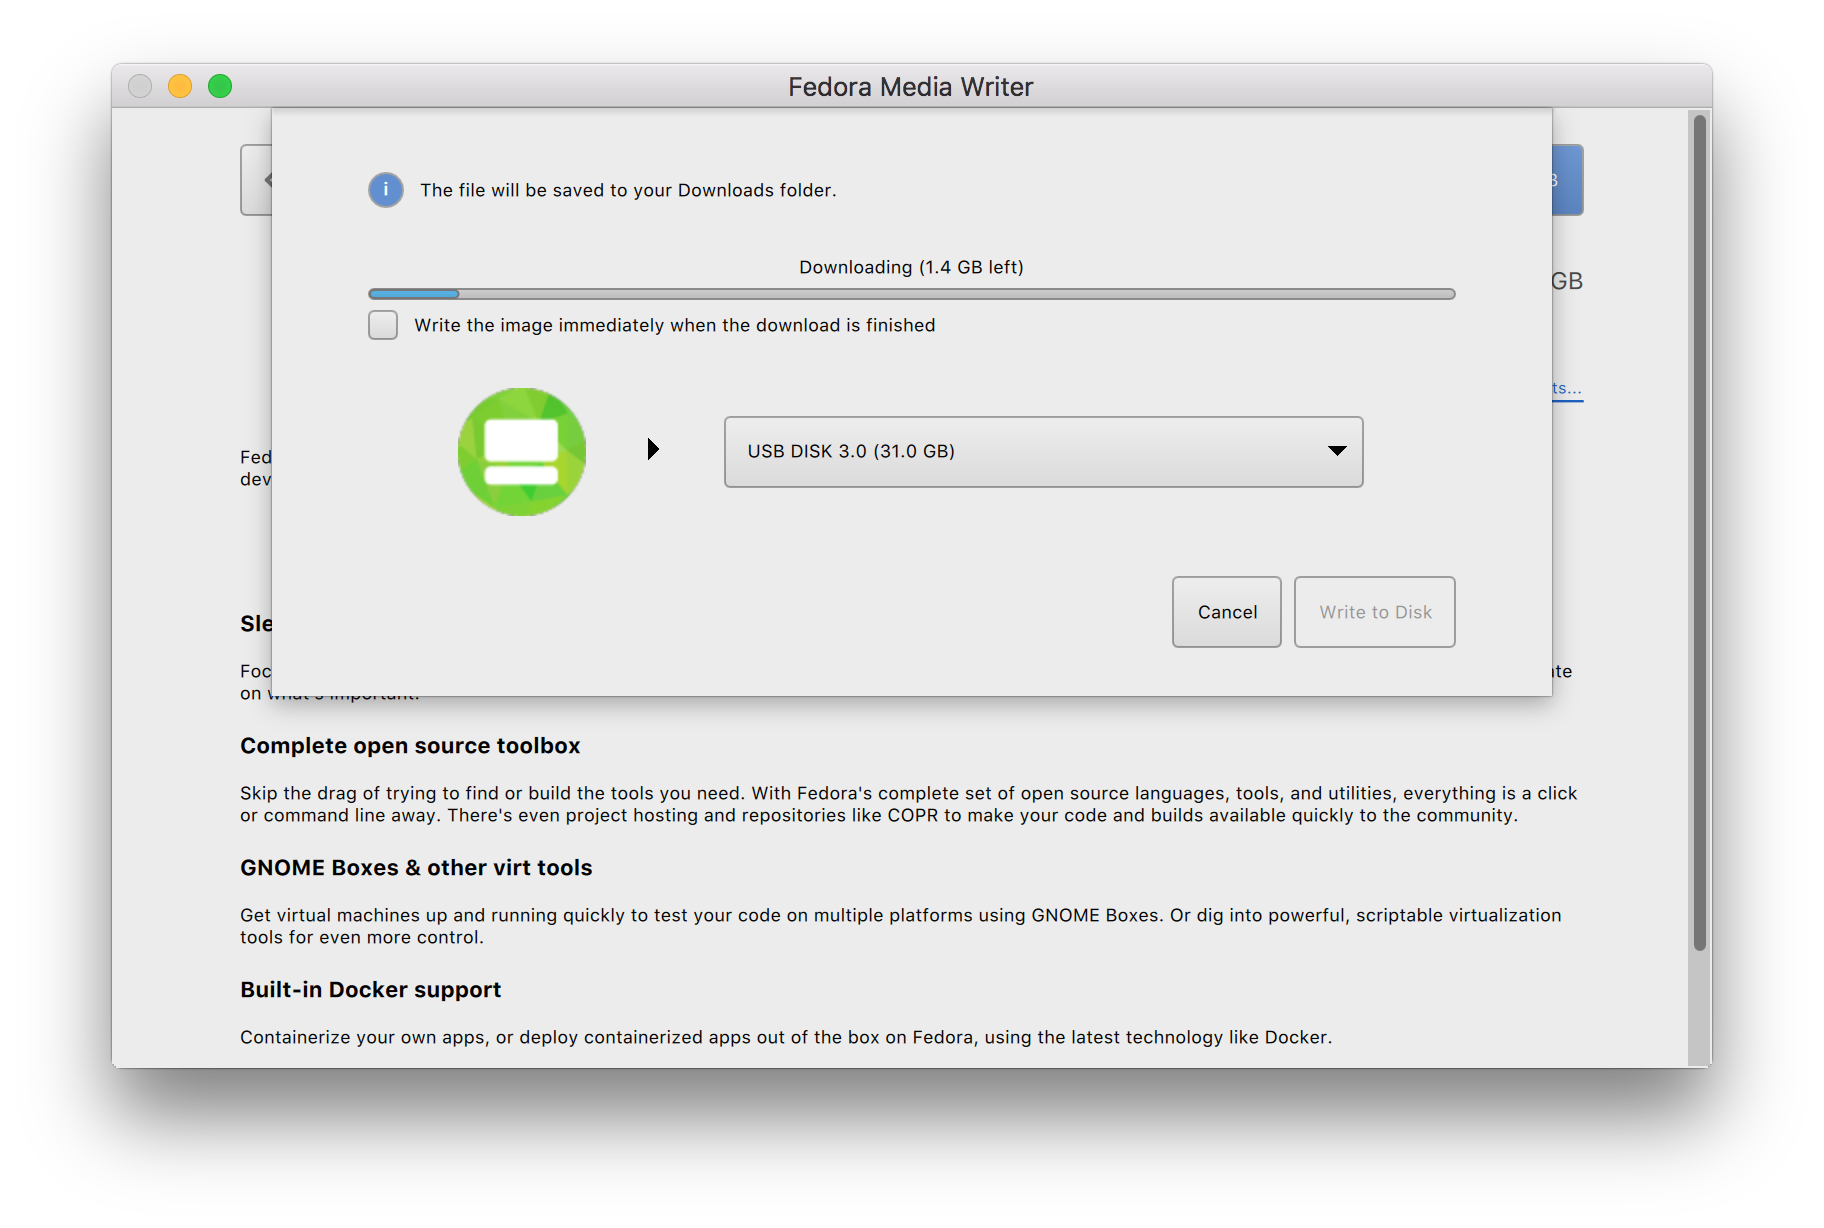 Fedora Media Writer
i The file will be saved to your Downloads folder.
Downloading (1.4 GB left)
GB
Write the image immediately when the download is finished
ts...
USB DISK 3.0 (31.0 GB)
Fed
dev
Cancel Write to Disk
Sle
Foc
on what's important.
Complete open source toolbox
Skip the drag of trying to find or build the tools you need. With Fedora's complete set of open source languages, tools, and utilities, everything is a click
or command line away. There's even project hosting and repositories like COPR to make your code and builds available quickly to the community.
GNOME Boxes & other virt tools
Get virtual machines up and running quickly to test your code on multiple platforms using GNOME Boxes. Or dig into powerful, scriptable virtualization
tools for even more control.
Built-in Docker support
Containerize your own apps, or deploy containerized apps out of the box on Fedora, using the latest technology like Docker.